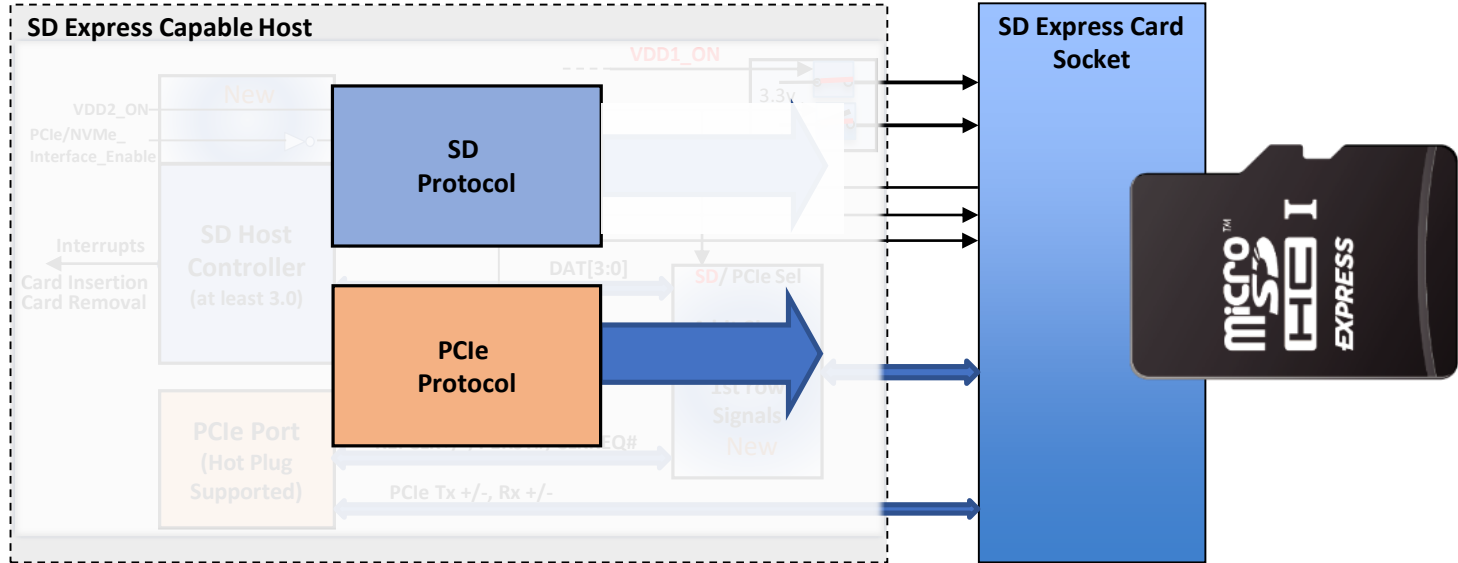 SD Express Capable Host
SD Express Card
Socket
VDD1_ON
New
3.3v
VDD2_ON
PCIe/NVMe_
Interface_Enable
SD
Protocol
SD Host
Controller
(at least 3.0)
Interrupts
Card Insertion
Card Removal
DAT[3:0]
SD/ PCIe Sel
PCIe
Protocol
1st row
Signals
New
PCIe Port
(Hot Plug
Supported)
PCIe Tx +/-, Rx +/-
micro
SD
HC I
EXPRESS
TM